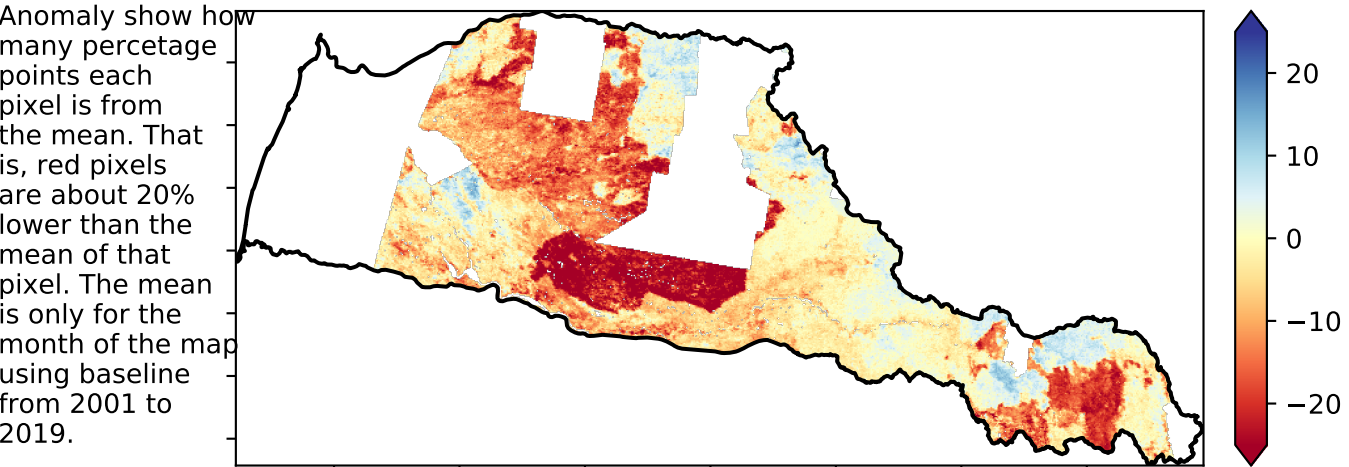 Anomaly show how
many percetage
points each
pixel is from
the mean. That
is, red pixels
are about 20%
lower than the
mean of that
pixel. The mean
is only for the
month of the map
using baseline
from 2001 to
2019.
20
10
0
−10
−20